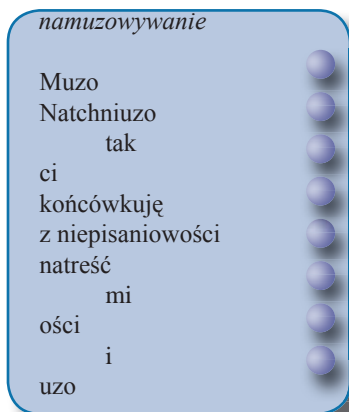 namuzowywanie
Muzo
Natchniuzo
tak
ci
końcówkuję
z niepisaniowości
natreść
mi
ości
i
uzo